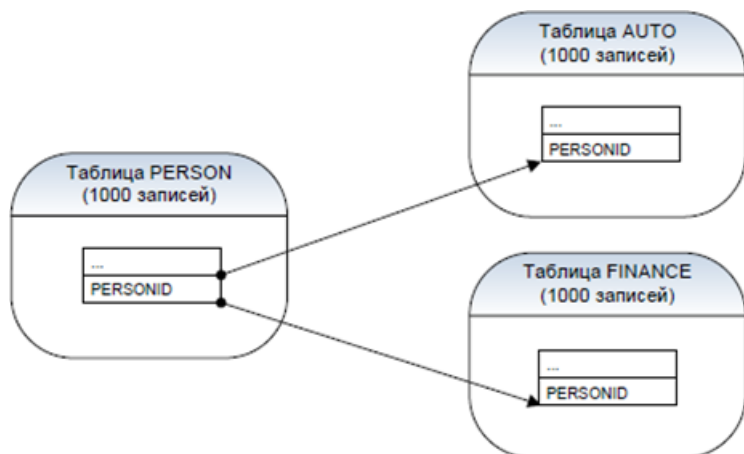 Таблица AUTO
(1000 записей)
...
PERSONID
Таблица PERSON
(1000 записей)
...
PERSONID
Таблица FINANCE
(1000 записей)
...
PERSONID